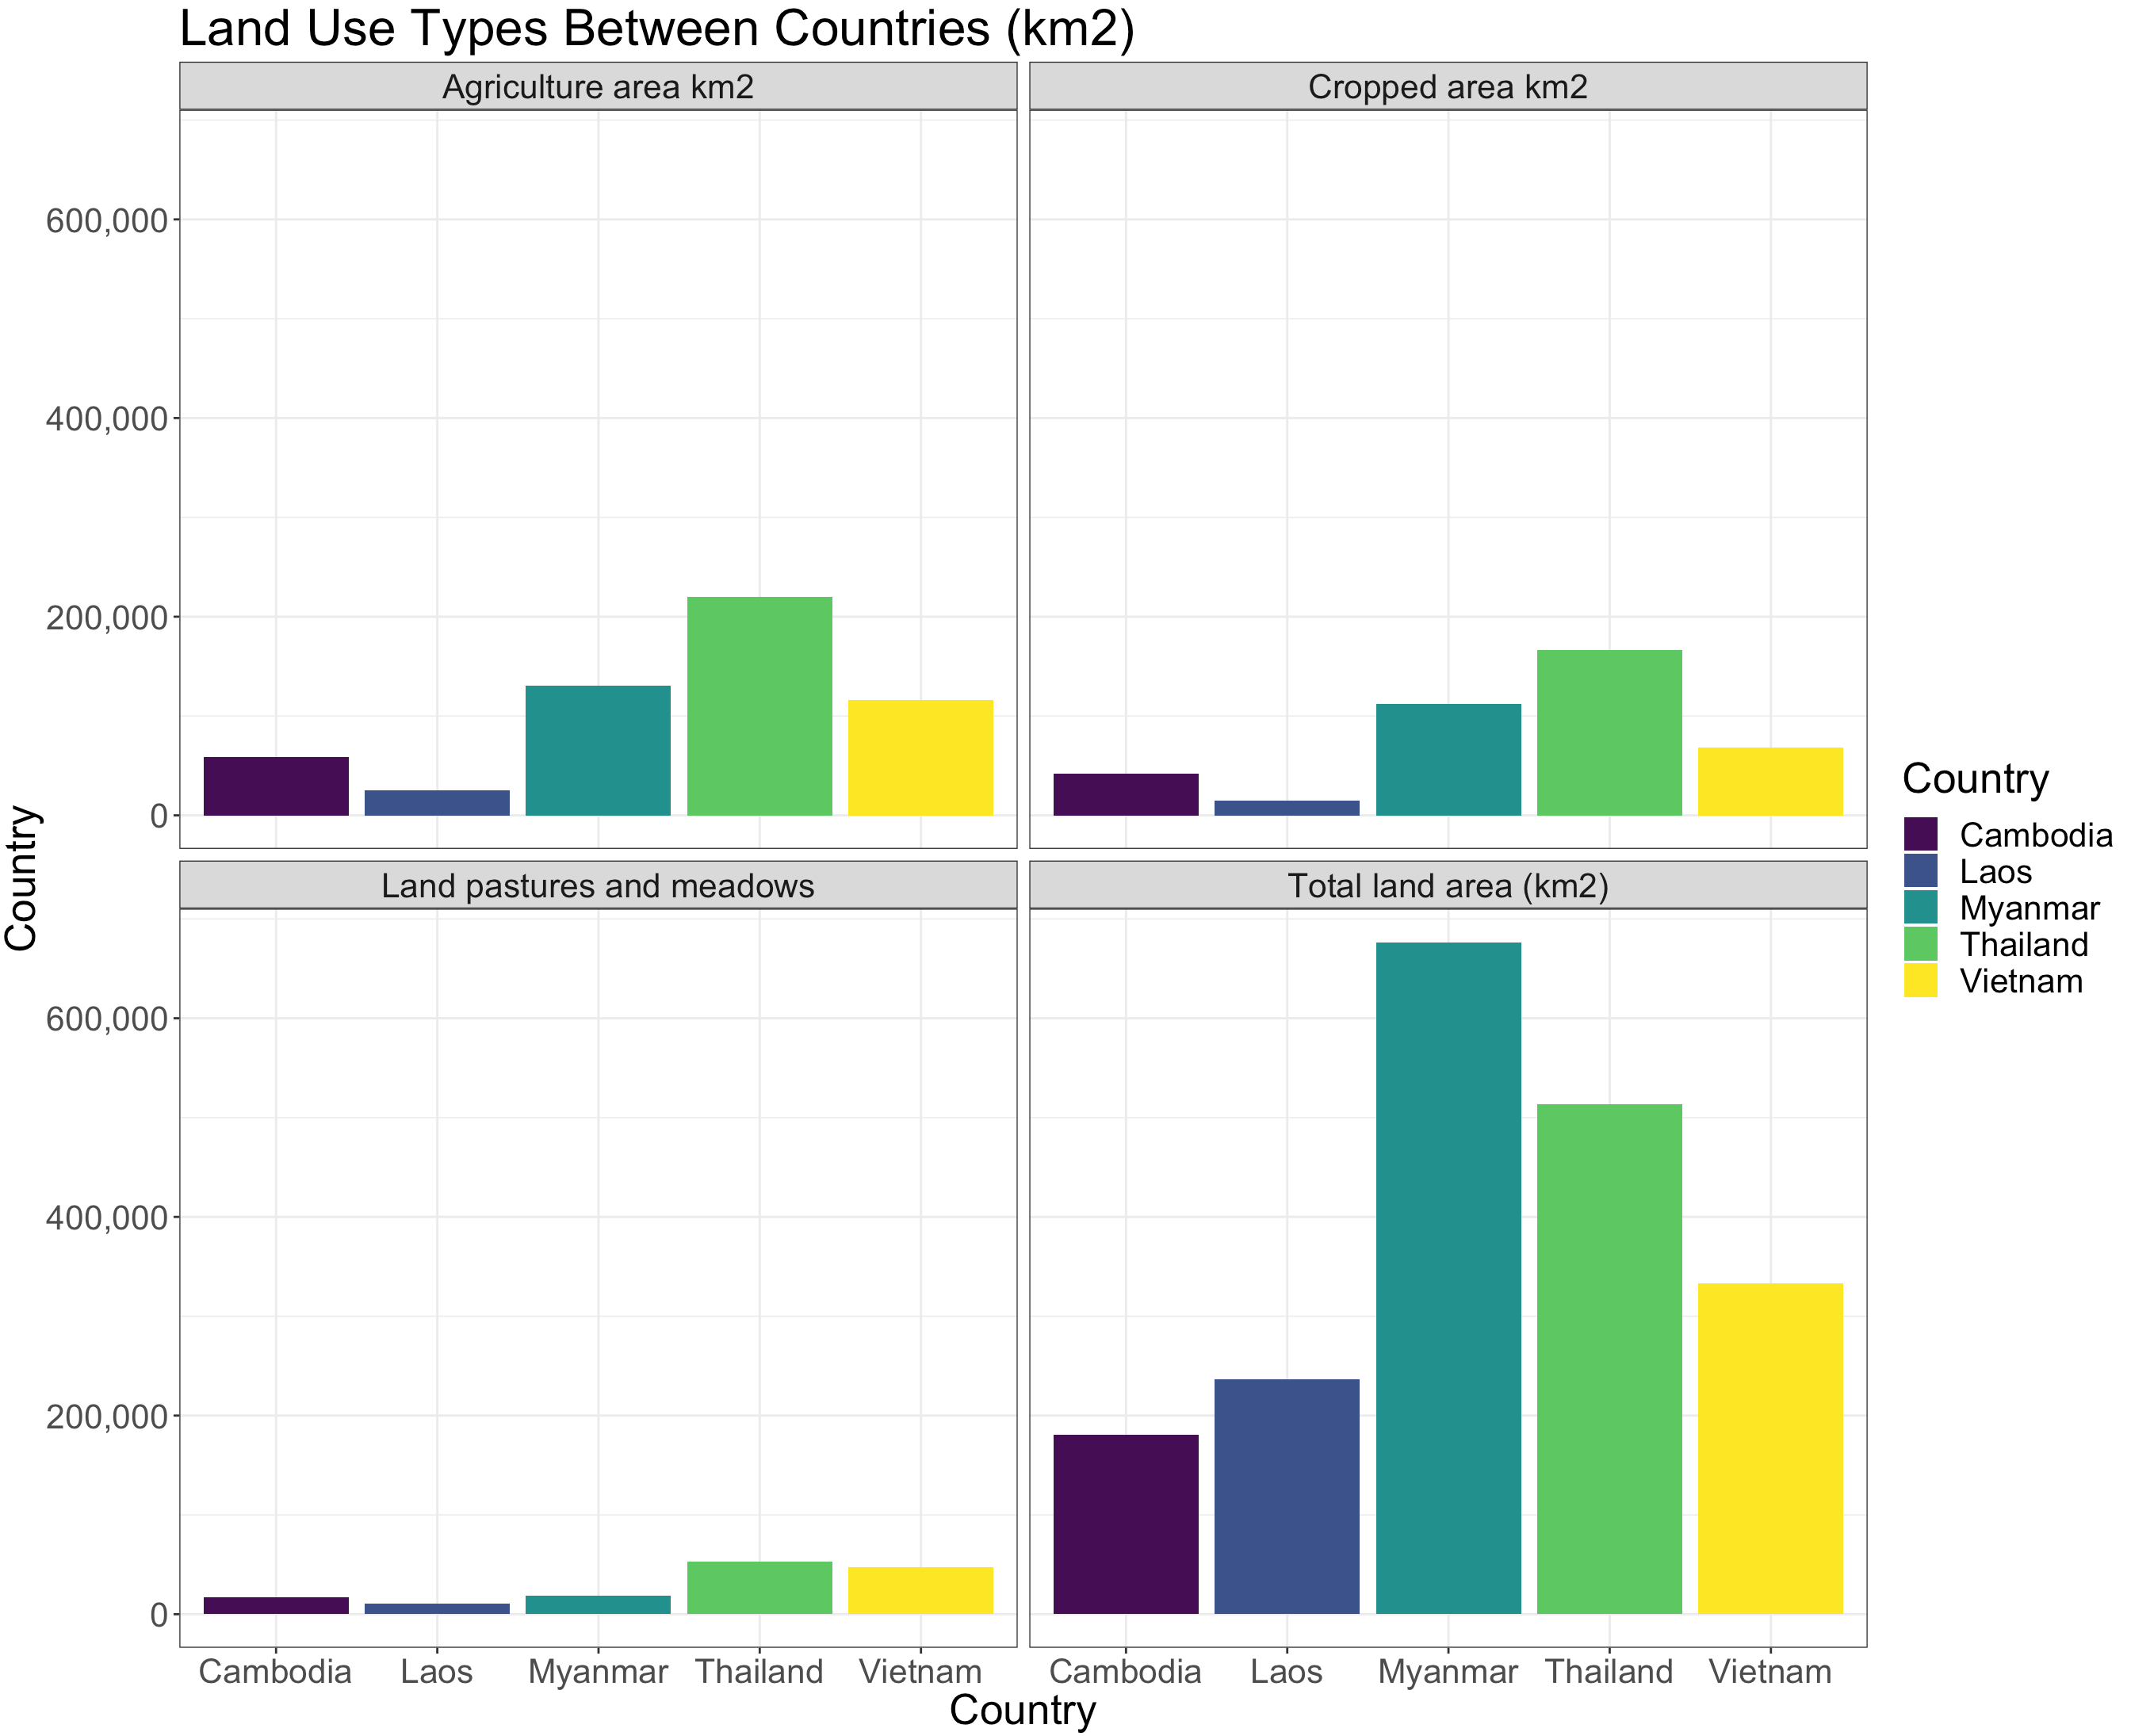 Land Use Types Between Countries (km2)
Agriculture area km2
Cropped area km2
600,000
400,000
200,000
0
Land pastures and meadows
Total land area (km2)
600,000
400,000
200,000
0
Cambodia Laos Myanmar Thailand Vietnam
Cambodia Laos Myanmar Thailand Vietnam
Country
Country
Country
Cambodia
Laos
Myanmar
Thailand
Vietnam